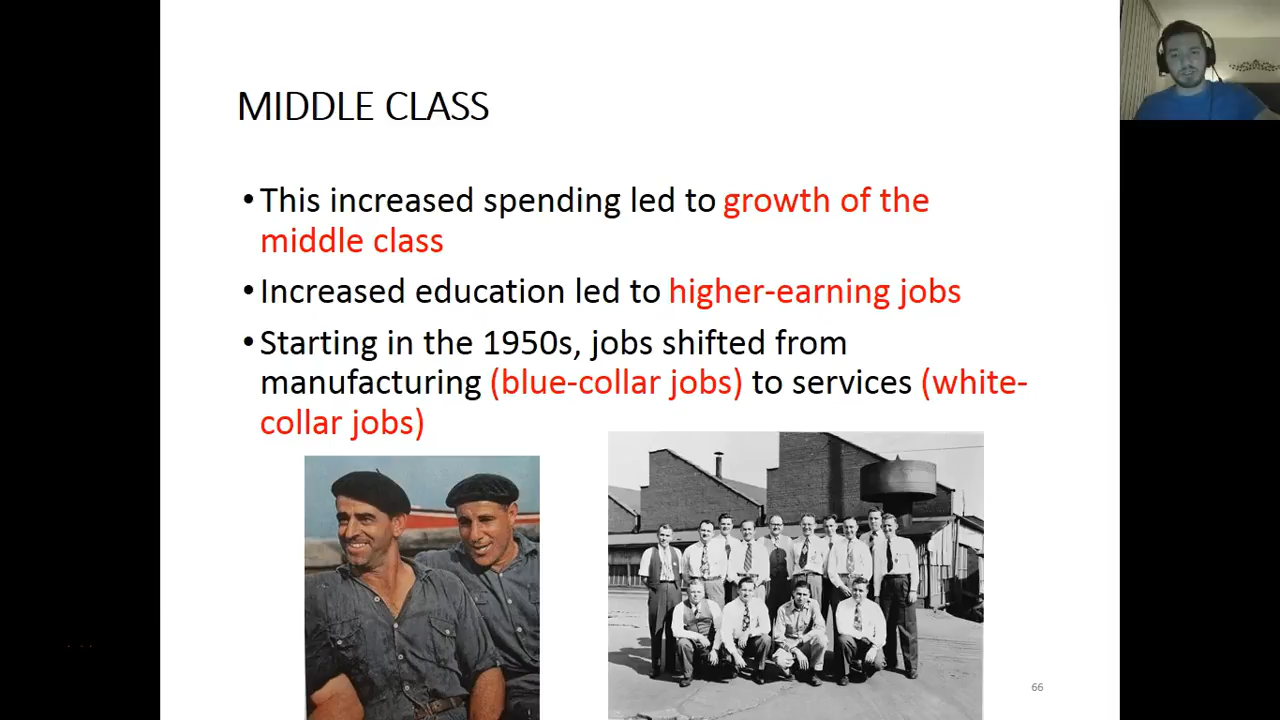 MIDDLE CLASS
•This increased spending led to growth of the
middle class
•Increased education led to higher-earning jobs
•Starting in the 1950s, jobs shifted from
manufacturing (blue-collar jobs) to services (white-
collar jobs)
66